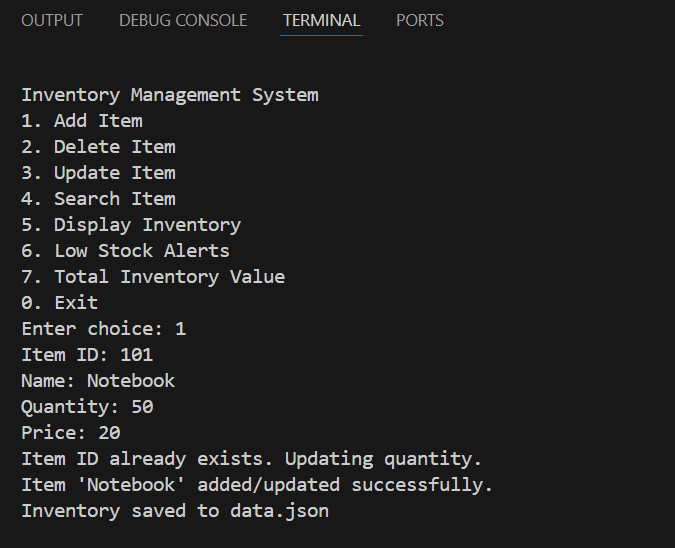 OUTPUT DEBUG CONSOLE TERMINAL PORTS
Inventory Management System
1. Add Item
2. Delete Item
3. Update Item
4. Search Item
5. Display Inventory
6. Low Stock Alerts
7. Total Inventory Value
0. Exit
Enter choice: 1
Item ID: 101
Name: Notebook
Quantity: 50
Price: 20
Item ID already exists. Updating quantity.
Item 'Notebook' added/updated successfully.
Inventory saved to data.json